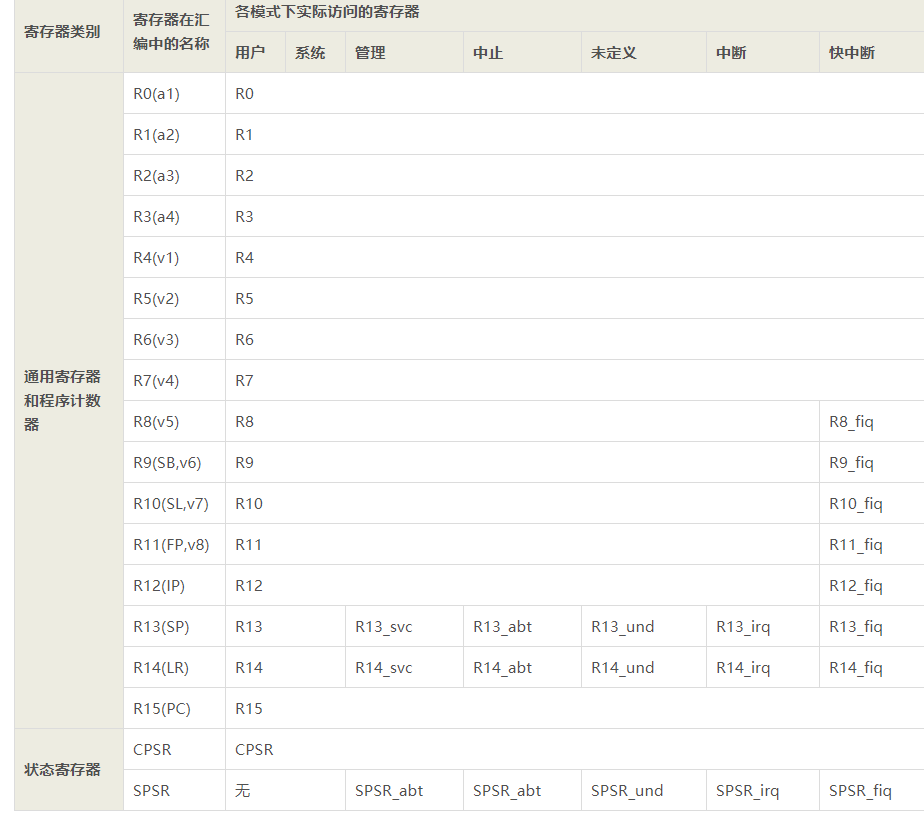 寄存器类别 寄存器在汇编中的名称 各模式下实际访问的寄存器
用户 系统 管理 中止 未定义 中断 快中断
通用寄存器和程序计数器
R0(a1) R0
R1(a2) R1
R2(a3) R2
R3(a4) R3
R4(v1) R4
R5(v2) R5
R6(v3) R6
R7(v4) R7
R8(v5) R8 R8_fiq
R9(SB,v6) R9 R9_fiq
R10(SL,v7) R10 R10_fiq
R11(FP,v8) R11 R11_fiq
R12(IP) R12 R12_fiq
R13(SP) R13 R13_svc R13_abt R13_und R13_irq R13_fiq
R14(LR) R14 R14_svc R14_abt R14_und R14_irq R14_fiq
R15(PC) R15
状态寄存器
CPSR CPSR
SPSR 无 SPSR_abt SPSR_abt SPSR_und SPSR_irq SPSR_fiq